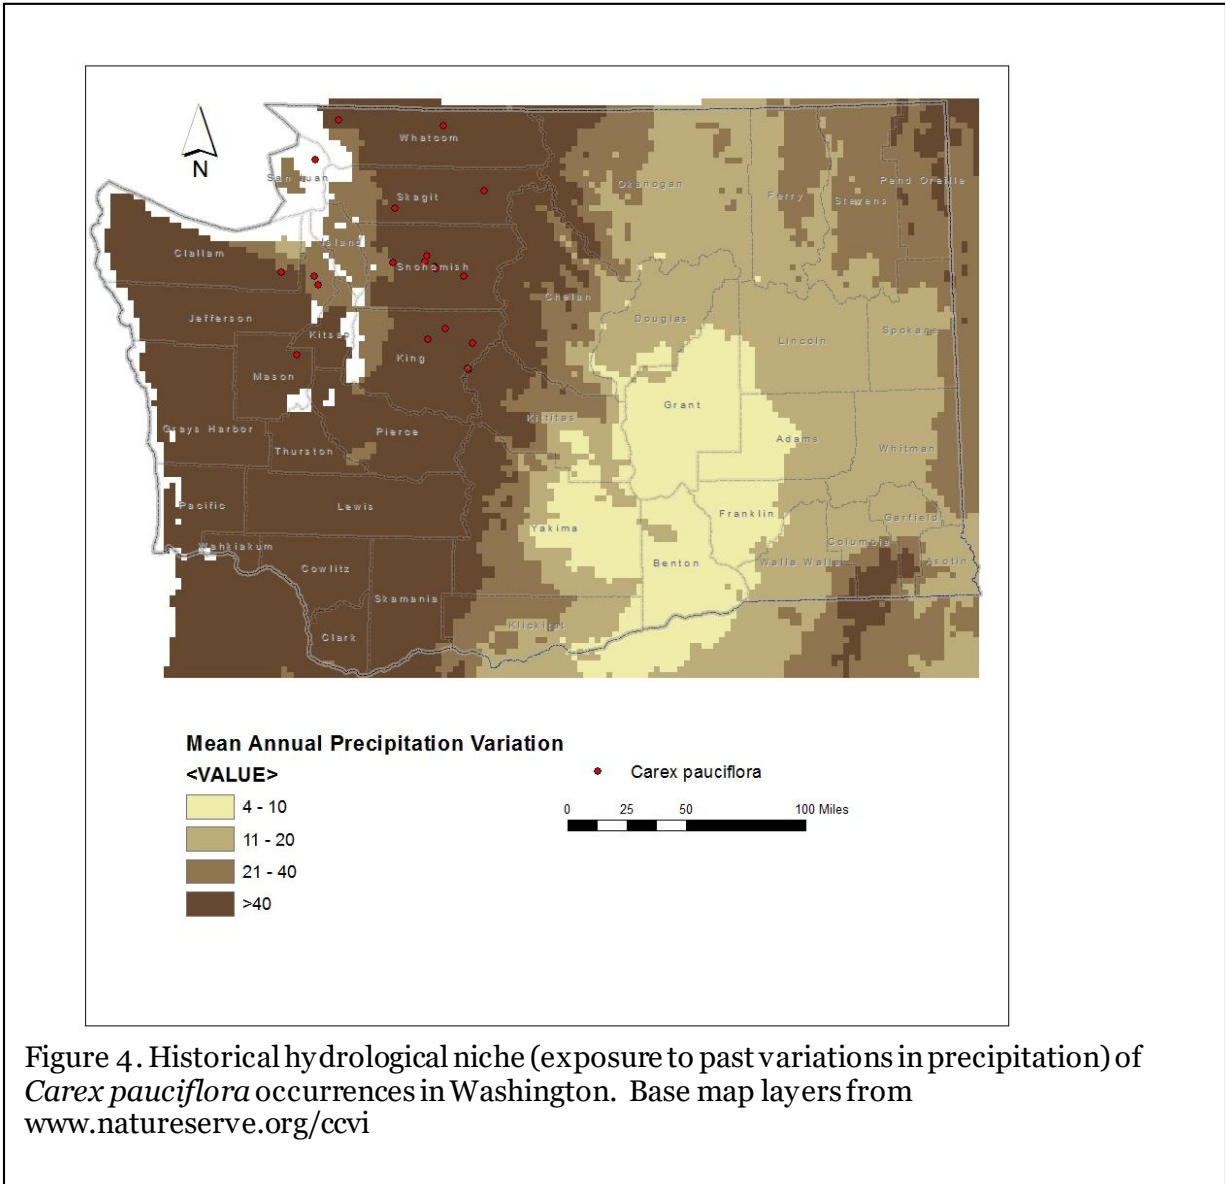 N
Whatcom
San Juan
Skagit
Okanogan
Ferry
Stevens
Pend Oreille
Island
Clallam
Snohomish
Chelan
Jefferson
Douglas
Kitsap
Lincoln
Spokane
King
Mason
Grant
Kittitas
Grays Harbor
Pierce
Adams
Thurston
Whitman
Pacific
Lewis
Yakima
Franklin
Garfield
Wahkiakum
Columbia
Cowlitz
Benton
Walla Walla
Asotin
Skamania
Klickitat
Clark
Mean Annual Precipitation Variation
<VALUE>
4 - 10
11 - 20
21 - 40
>40
Carex pauciflora
0 25 50 100 Miles
Figure 4. Historical hydrological niche (exposure to past variations in precipitation) of
Carex pauciflora occurrences in Washington. Base map layers from
www.natureserve.org/ccvi